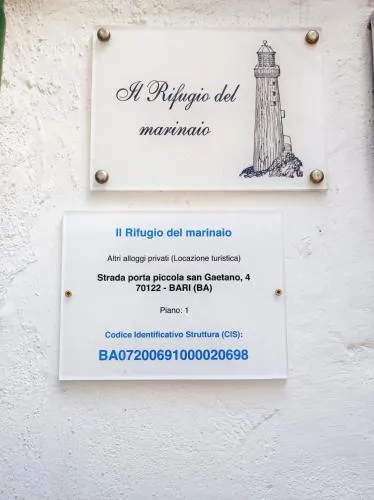 Il Rifugio del
marinaio
Il Rifugio del marinaio
Altri alloggi privati (Locazione turistica)
Strada porta piccola san Gaetano, 4
70122 - BARI (BA)
Piano: 1
Codice Identificativo Struttura (CIS):
BA07200691000020698